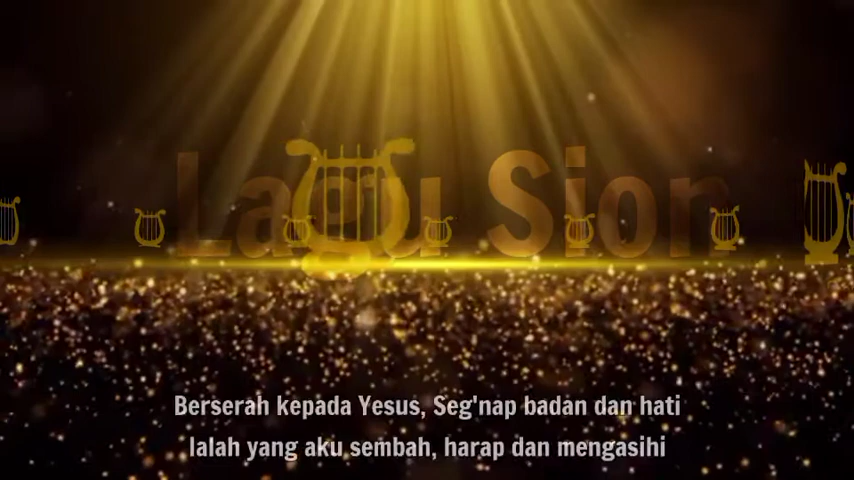 Lagu Sion
Berserah kepada Yesus, Seg'nap badan dan hati
Ialah yang aku sembah, harap dan mengasihi